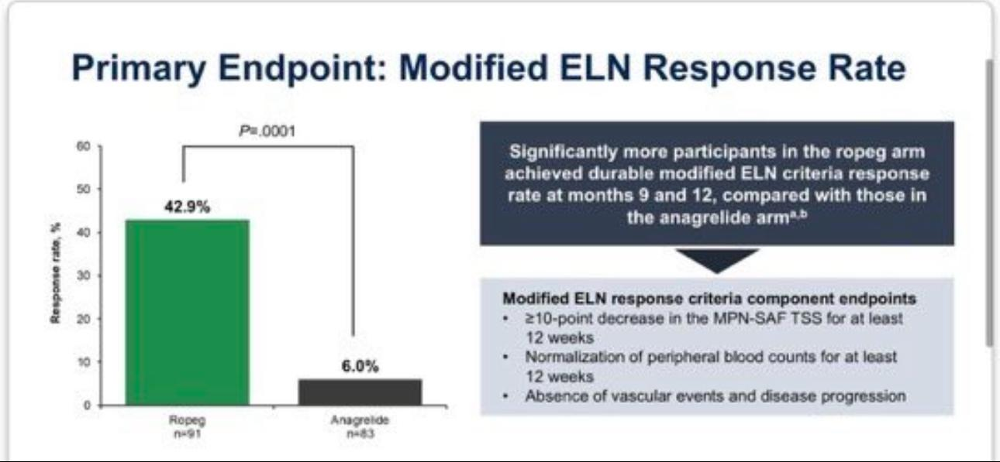 Primary Endpoint: Modified ELN Response Rate
P=.0001
60
50
40
30
20
10
0
Response rate, %
42.9%
6.0%
Ropeg
n=91
Anagrelide
n=83
Significantly more participants in the ropeg arm
achieved durable modified ELN criteria response
rate at months 9 and 12, compared with those in
the anagrelide armᵃ,ᵇ
Modified ELN response criteria component endpoints
• ≥10-point decrease in the MPN-SAF TSS for at least
12 weeks
• Normalization of peripheral blood counts for at least
12 weeks
• Absence of vascular events and disease progression